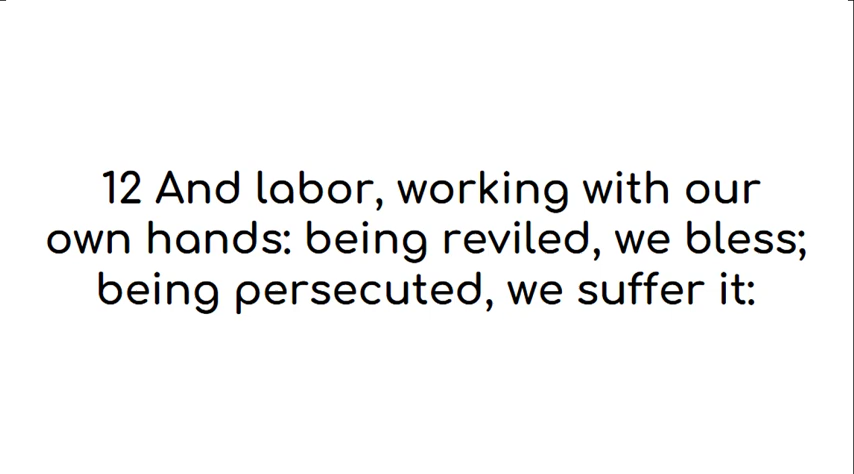 12 And labor, working with our
own hands: being reviled, we bless;
being persecuted, we suffer it: